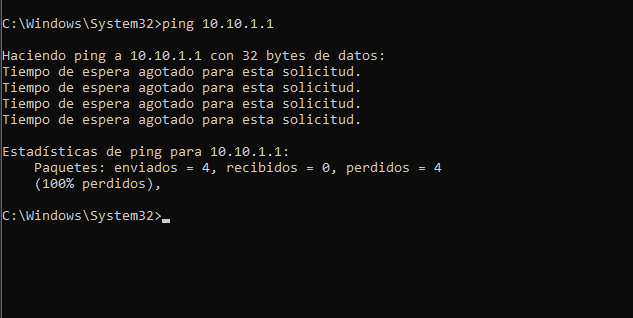 C:\Windows\System32>ping 10.10.1.1
Haciendo ping a 10.10.1.1 con 32 bytes de datos:
Tiempo de espera agotado para esta solicitud.
Tiempo de espera agotado para esta solicitud.
Tiempo de espera agotado para esta solicitud.
Tiempo de espera agotado para esta solicitud.
Estadísticas de ping para 10.10.1.1:
    Paquetes: enviados = 4, recibidos = 0, perdidos = 4
    (100% perdidos),
C:\Windows\System32>